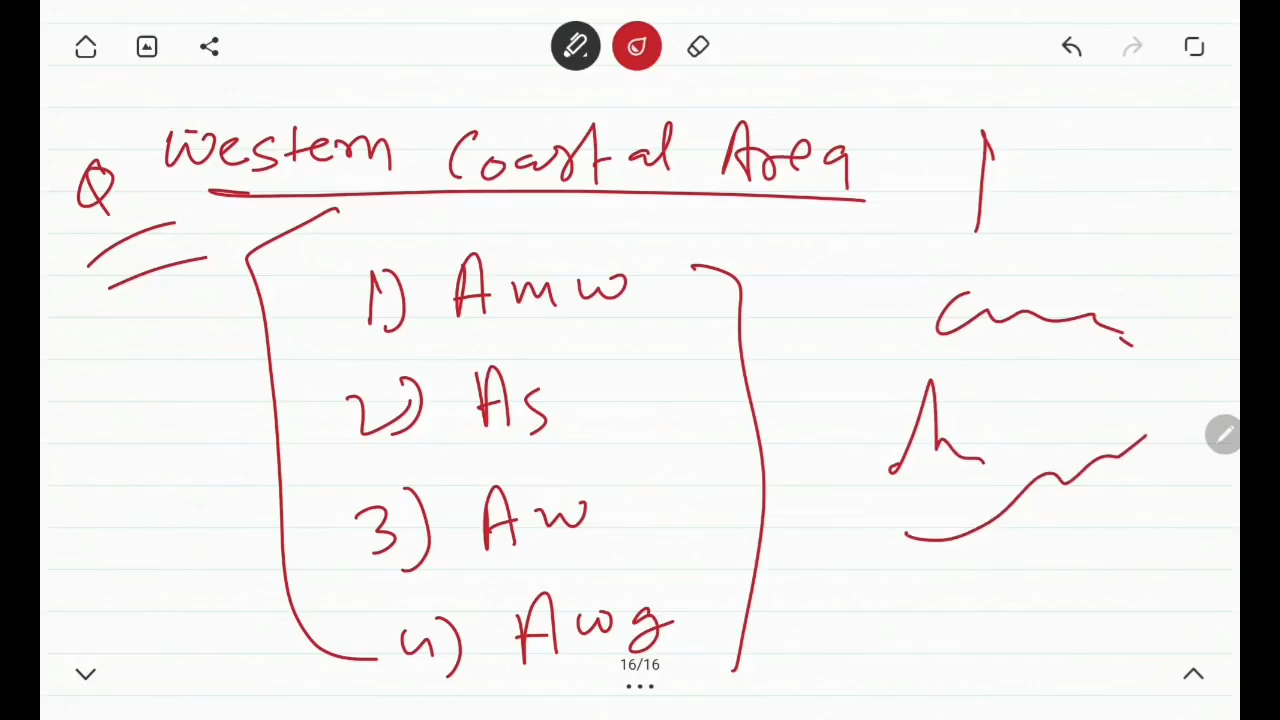 Q Western Coastal Area
1) Amw
2) As
3) Aw
4) Awg
16/16